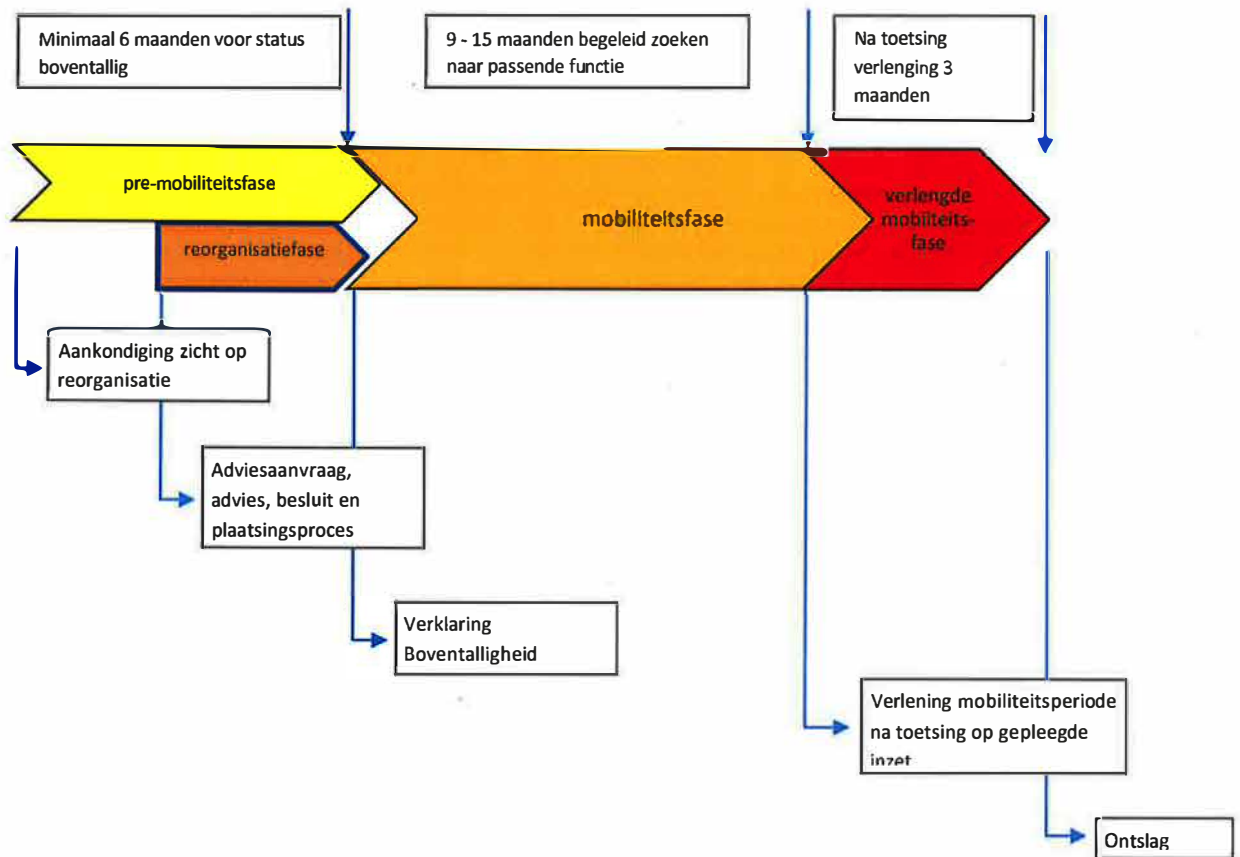 Minimaal 6 maanden voor status
boventallig
9 - 15 maanden begeleid zoeken
naar passende functie
Na toetsing
verlenging 3
maanden
pre-mobiliteitsfase
reorganisatiefase
mobiliteitsfase
verlengde
mobiliteits-
fase
Aankondiging zicht op
reorganisatie
Adviesaanvraag,
advies, besluit en
plaatsingsproces
Verklaring
Boventalligheid
Verlening mobiliteitsperiode
na toetsing op gepleegde
inzet
Ontslag